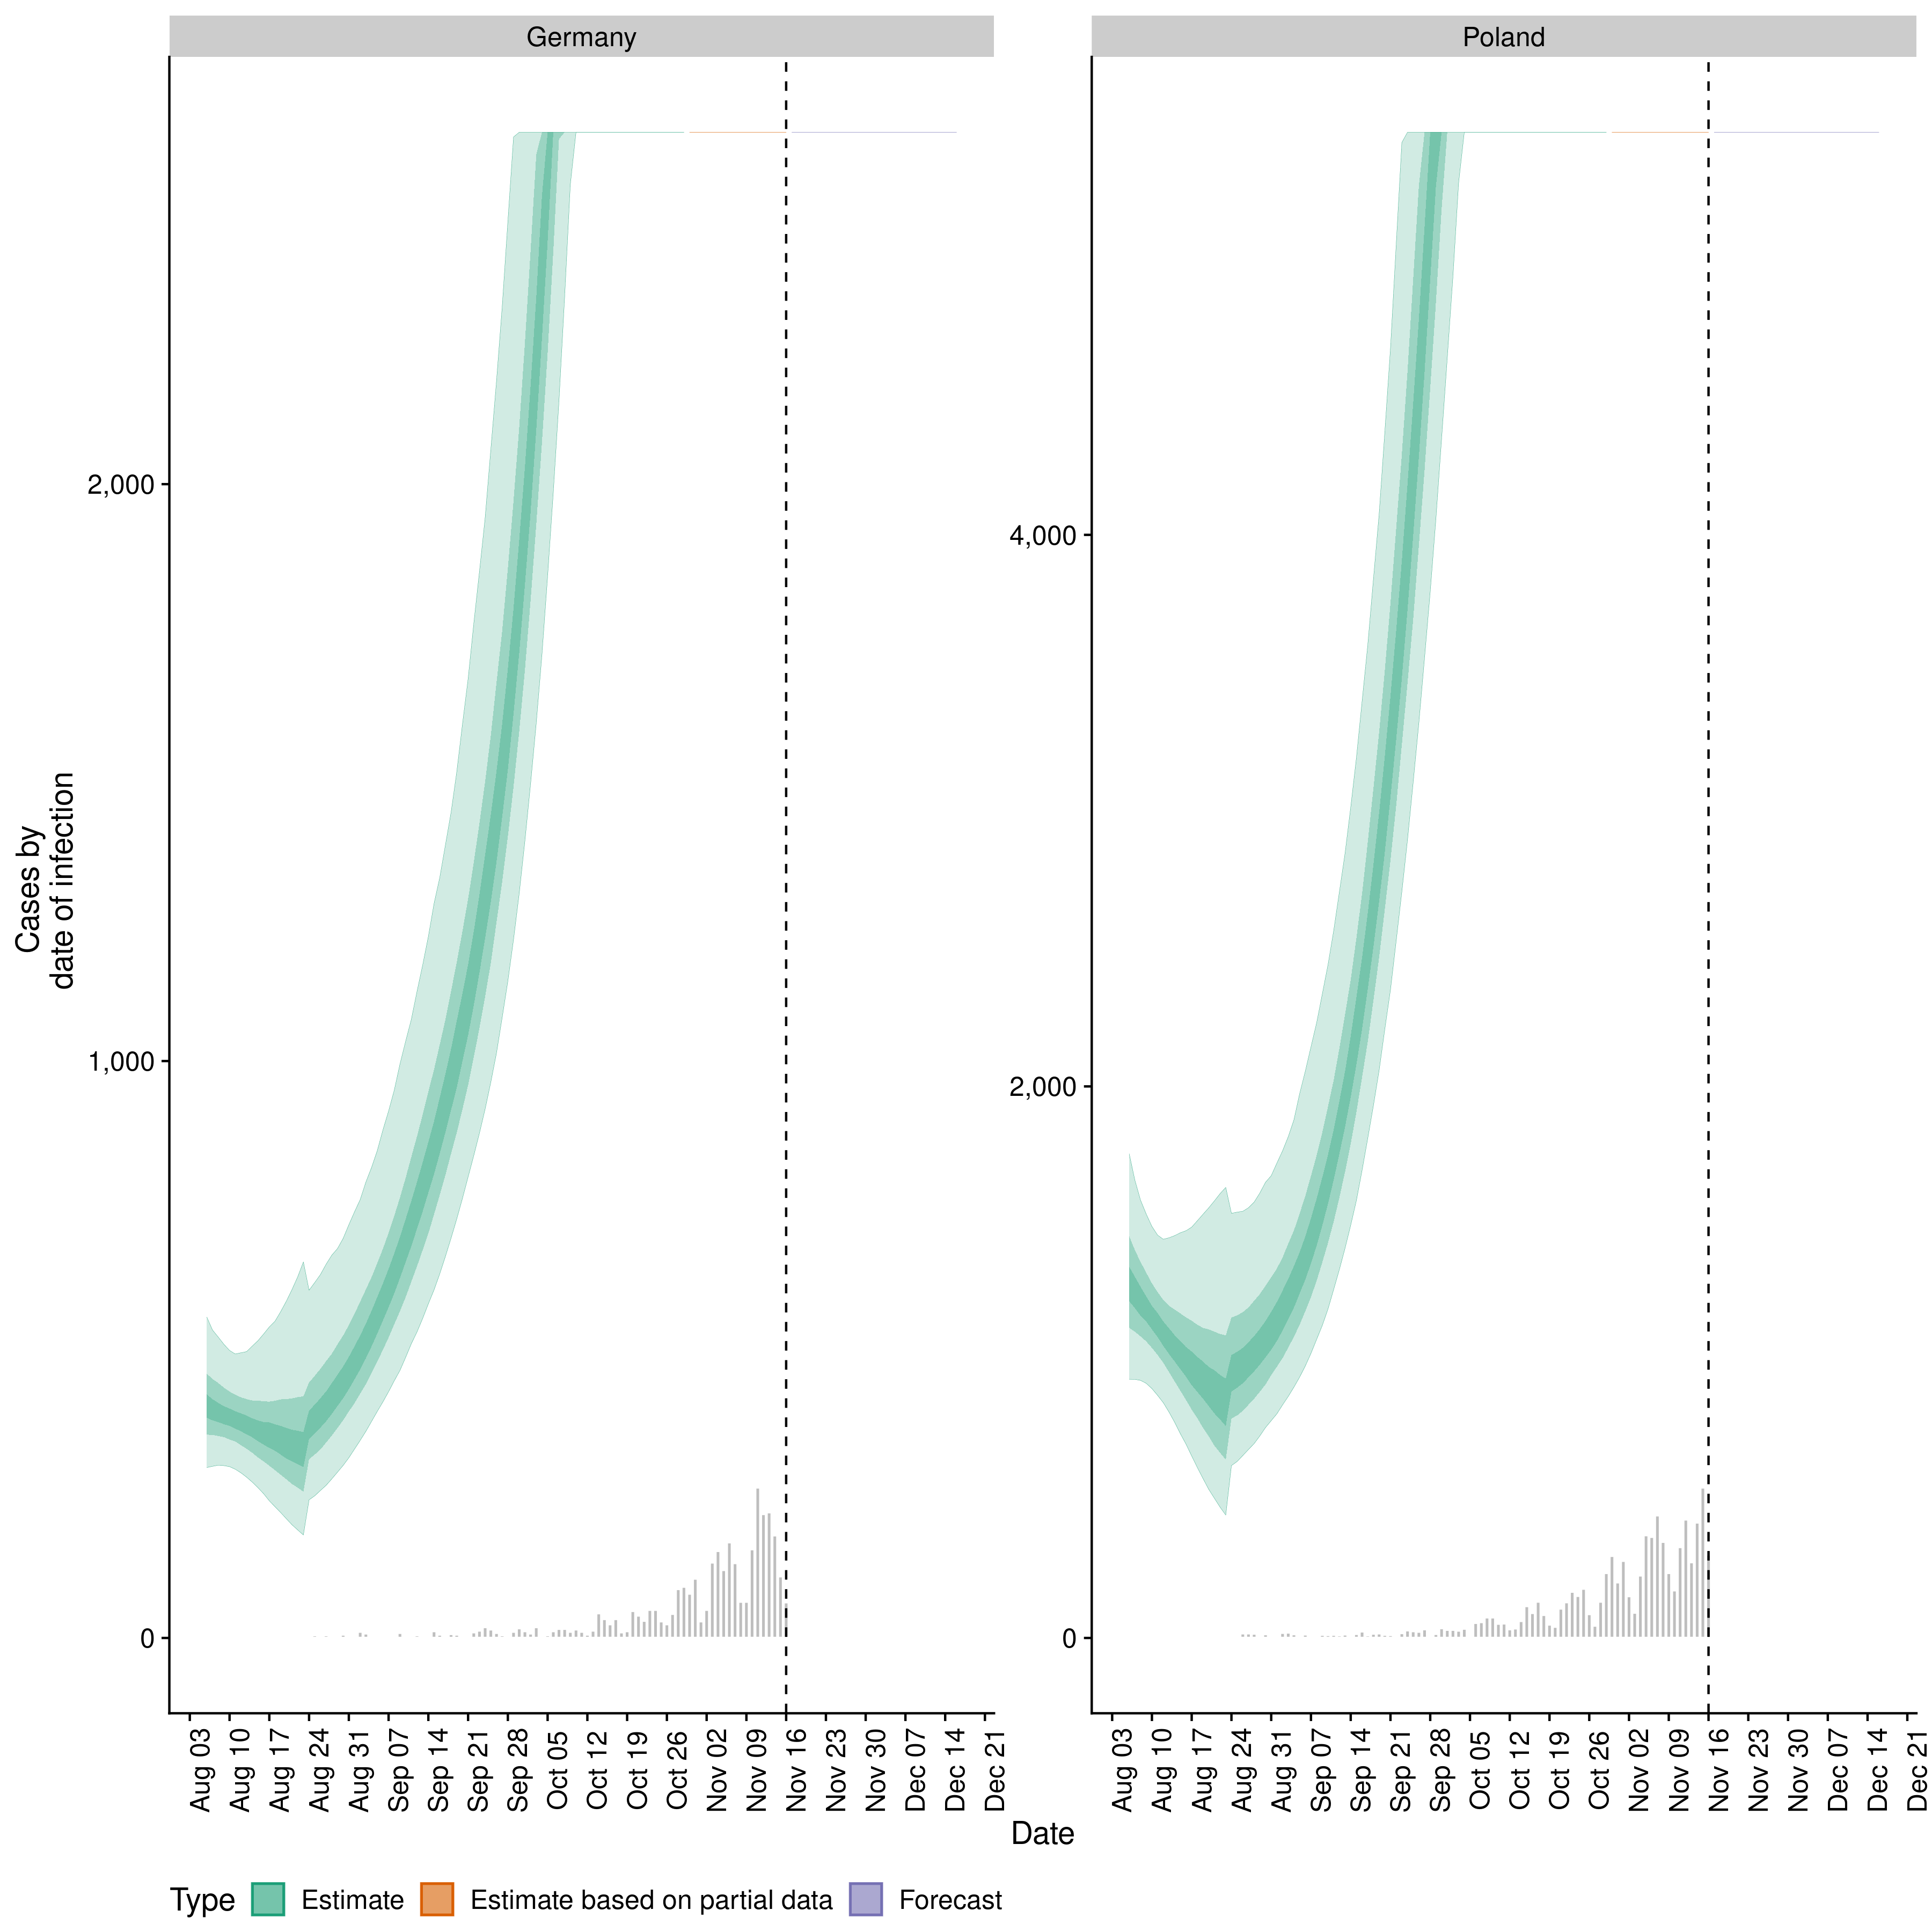 Germany
Poland
Cases by
date of infection
2,000
1,000
0
4,000
2,000
0
Aug 03
Aug 10
Aug 17
Aug 24
Aug 31
Sep 07
Sep 14
Sep 21
Sep 28
Oct 05
Oct 12
Oct 19
Oct 26
Nov 02
Nov 09
Nov 16
Nov 23
Nov 30
Dec 07
Dec 14
Dec 21
Aug 03
Aug 10
Aug 17
Aug 24
Aug 31
Sep 07
Sep 14
Sep 21
Sep 28
Oct 05
Oct 12
Oct 19
Oct 26
Nov 02
Nov 09
Nov 16
Nov 23
Nov 30
Dec 07
Dec 14
Dec 21
Date
Type Estimate Estimate based on partial data Forecast